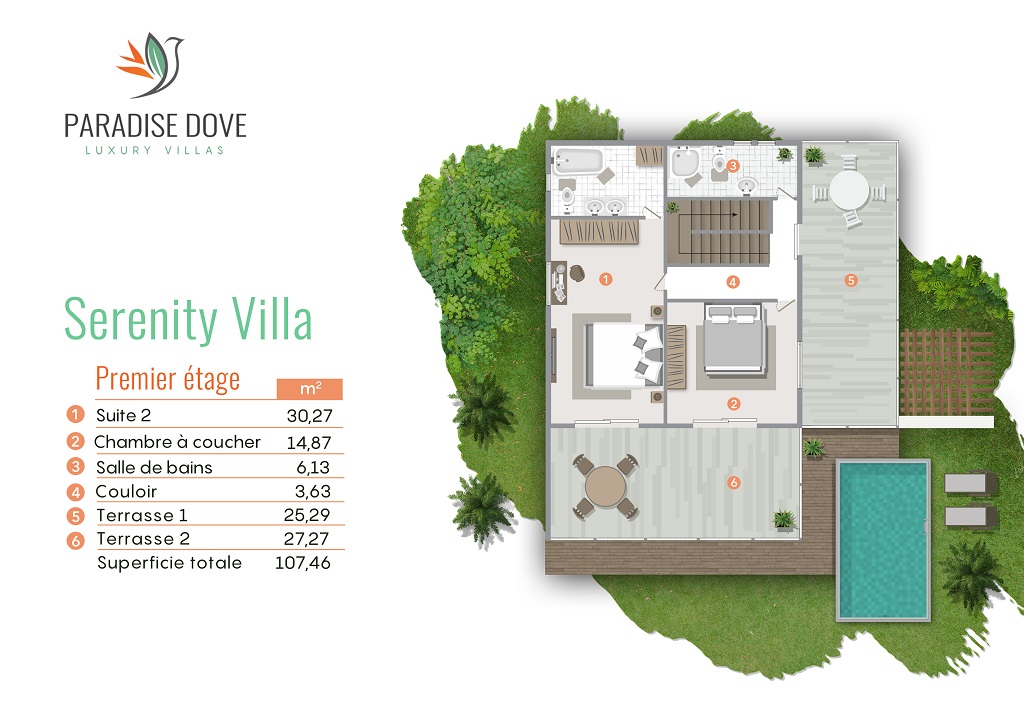 PARADISE DOVE
LUXURY VILLAS
Serenity Villa
Premier étage m²
1 Suite 2 30,27
2 Chambre à coucher 14,87
3 Salle de bains 6,13
4 Couloir 3,63
5 Terrasse 1 25,29
6 Terrasse 2 27,27
Superficie totale 107,46
3
1
4
5
2
6